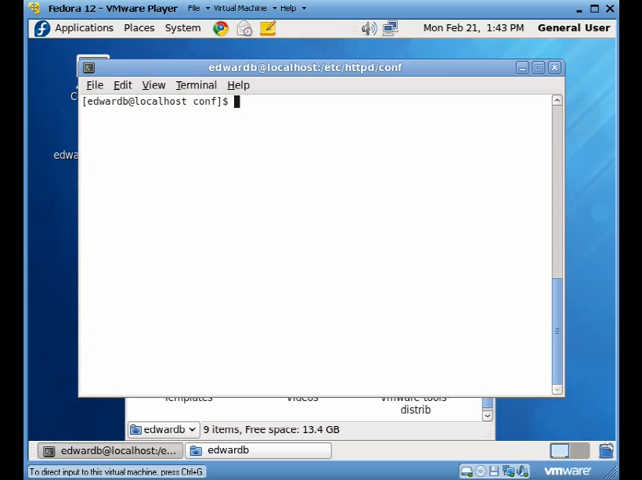 Fedora 12 - VMware Player File Virtual Machine Help
Applications Places System Mon Feb 21, 1:43 PM General User
edwardb@localhost:/etc/httpd/conf
File Edit View Terminal Help
[edwardb@localhost conf]$
C
edwa
Templates Videos vmware-tools-
distrib
edwardb 9 items, Free space: 13.4 GB
edwardb@localhost:/e... edwardb
To direct input to this virtual machine, press Ctrl+G. vmware